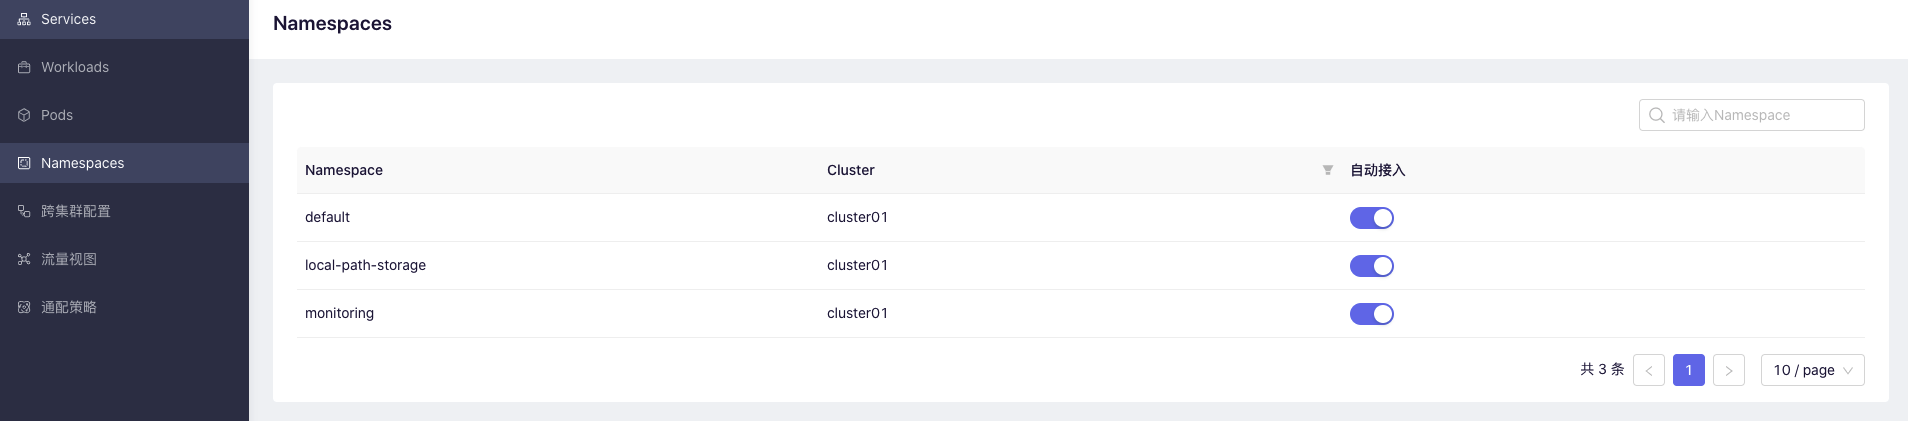 Services
Workloads
Pods
Namespaces
跨集群配置
流量视图
通配策略
Namespaces
请输入Namespace
Namespace Cluster 自动接入
default cluster01
local-path-storage cluster01
monitoring cluster01
共 3 条 < 1 > 10 / page